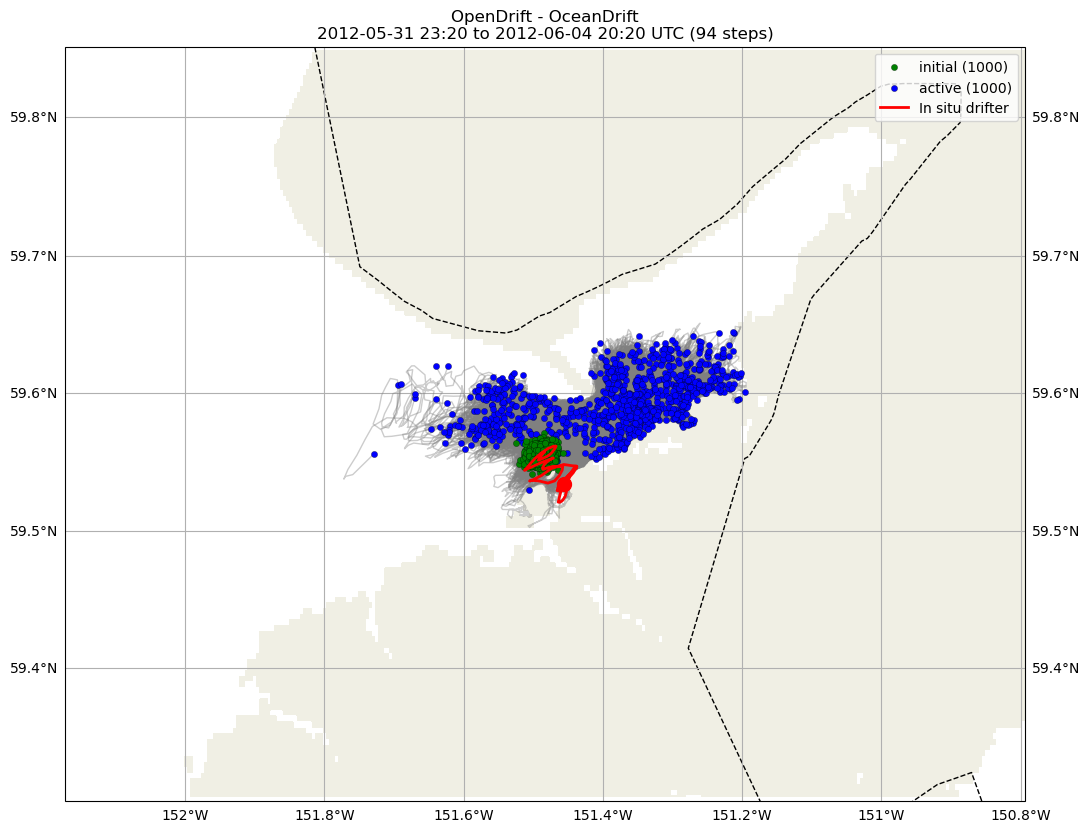 OpenDrift - OceanDrift
2012-05-31 23:20 to 2012-06-04 20:20 UTC (94 steps)
initial (1000)
active (1000)
In situ drifter
59.8°N
59.8°N
59.7°N
59.7°N
59.6°N
59.6°N
59.5°N
59.5°N
59.4°N
59.4°N
152°W
151.8°W
151.6°W
151.4°W
151.2°W
151°W
150.8°W